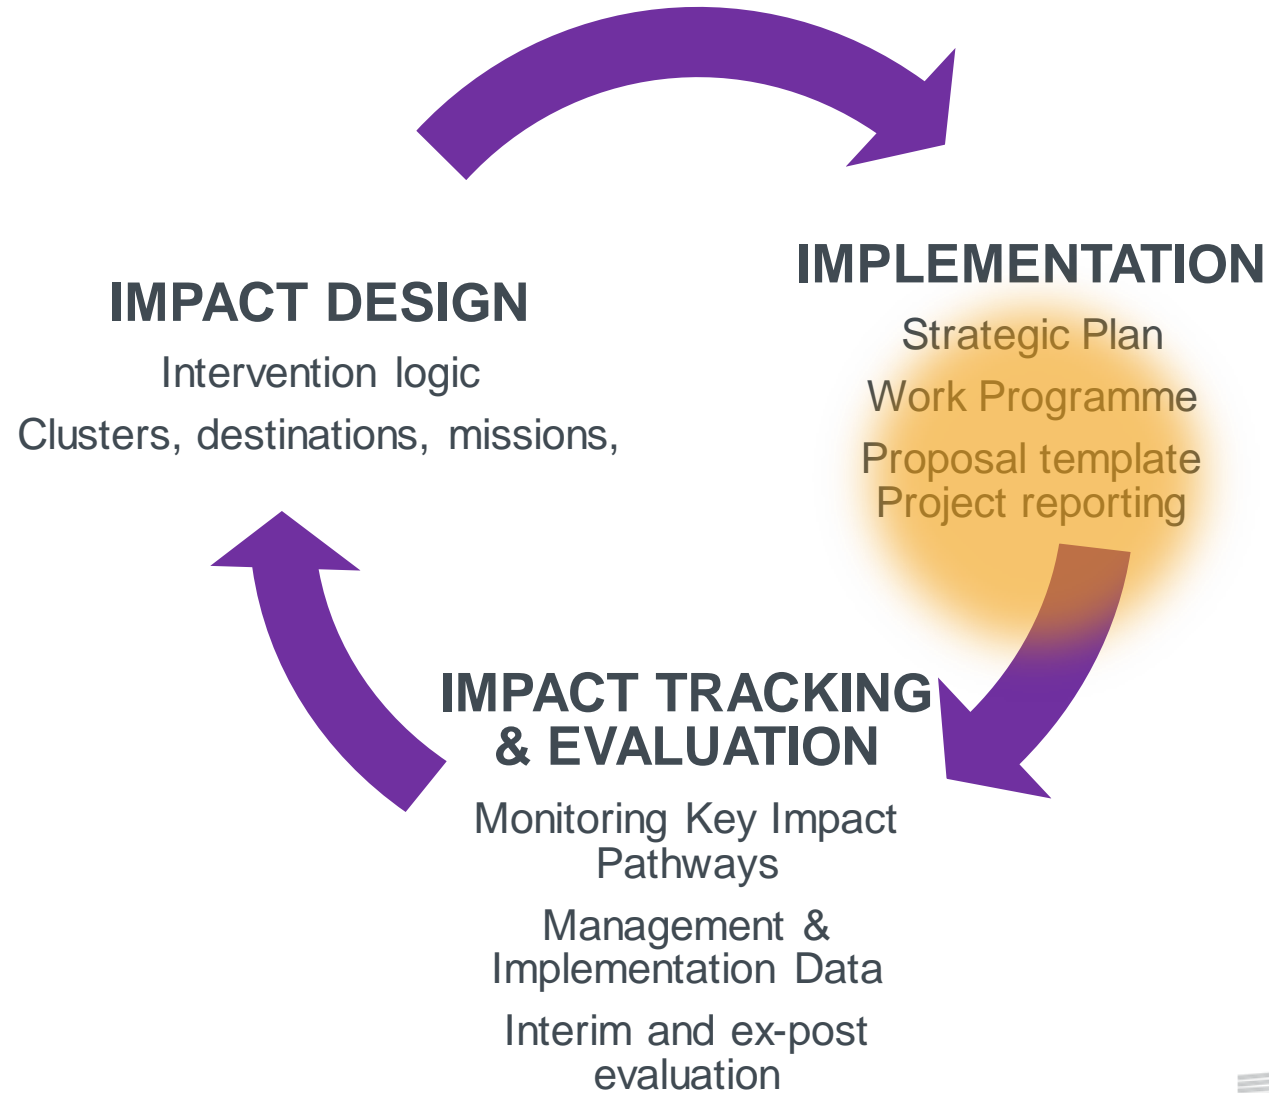 IMPACT DESIGN
Intervention logic
Clusters, destinations, missions,
IMPLEMENTATION
Strategic Plan
Work Programme
Proposal template
Project reporting
IMPACT TRACKING
& EVALUATION
Monitoring Key Impact
Pathways
Management &
Implementation Data
Interim and ex-post
evaluation